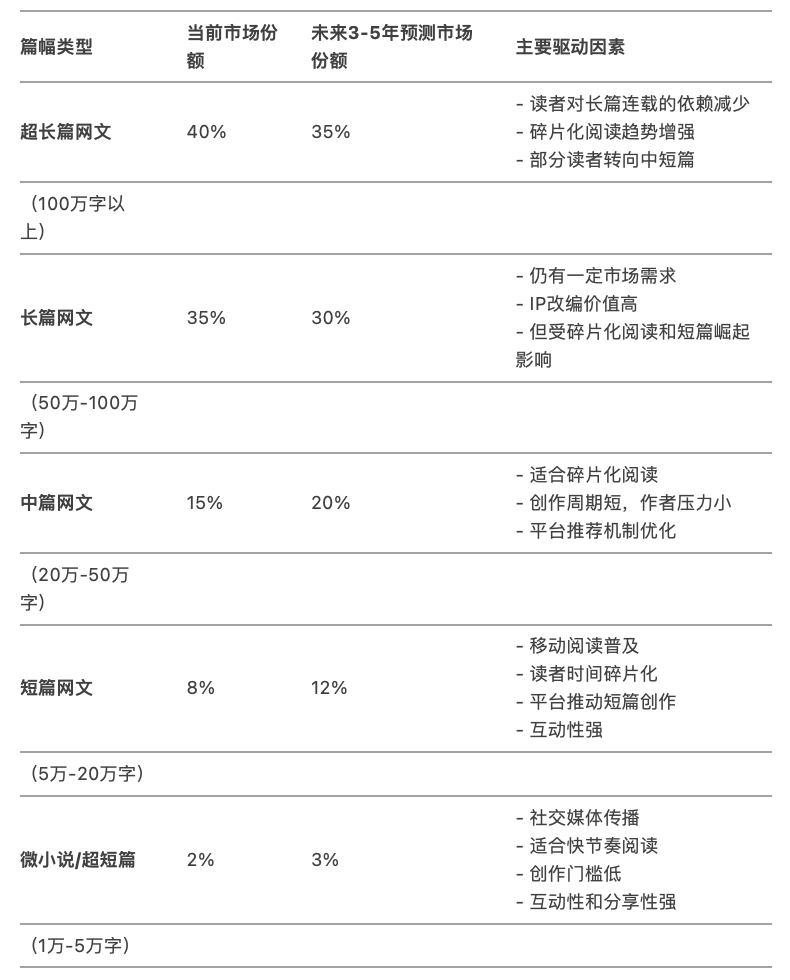 篇幅类型
当前市场份
额
未来3-5年预测市场
份额
主要驱动因素
超长篇网文
40%
35%
- 读者对长篇连载的依赖减少
- 碎片化阅读趋势增强
- 部分读者转向中短篇
（100万字以
上）
长篇网文
35%
30%
- 仍有一定市场需求
- IP改编价值高
- 但受碎片化阅读和短篇崛起
影响
（50万-100万
字）
中篇网文
15%
20%
- 适合碎片化阅读
- 创作周期短，作者压力小
- 平台推荐机制优化
（20万-50万
字）
短篇网文
8%
12%
- 移动阅读普及
- 读者时间碎片化
- 平台推动短篇创作
- 互动性强
（5万-20万字）
微小说/超短篇
2%
3%
- 社交媒体传播
- 适合快节奏阅读
- 创作门槛低
- 互动性和分享性强
（1万-5万字）